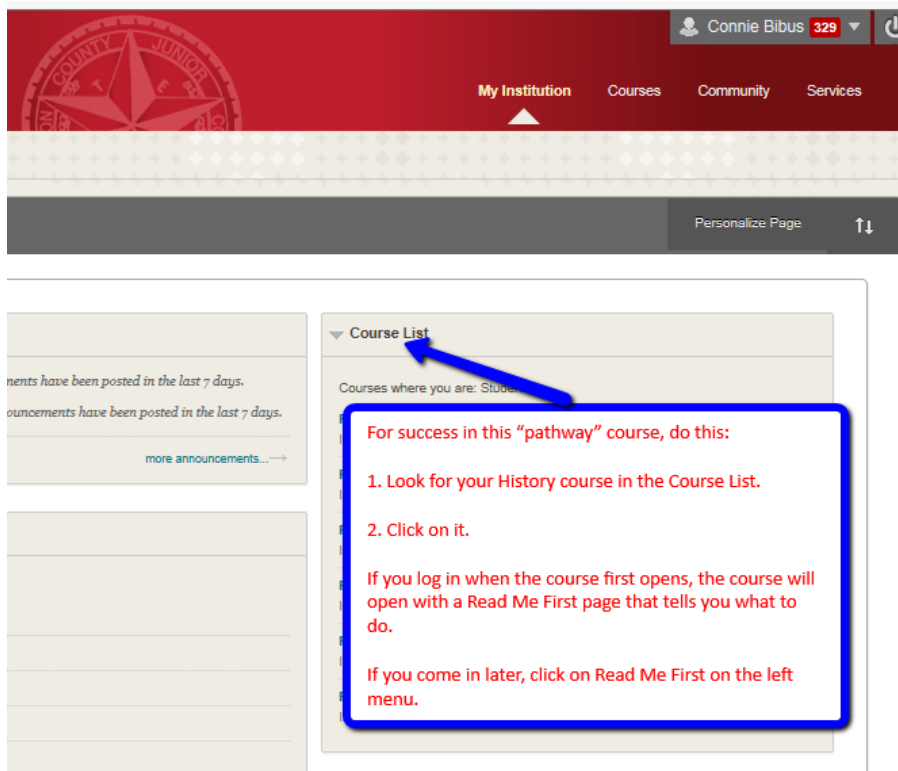 COUNTY JUNIOR
Connie Bibus 329
My Institution Courses Community Services
Personalize Page
have been posted in the last 7 days.
have been posted in the last 7 days.
more announcements...→
Course List
Courses where you are:
For success in this “pathway” course, do this:
1. Look for your History course in the Course List.
2. Click on it.
If you log in when the course first opens, the course will
open with a Read Me First page that tells you what to
do.
If you come in later, click on Read Me First on the left
menu.